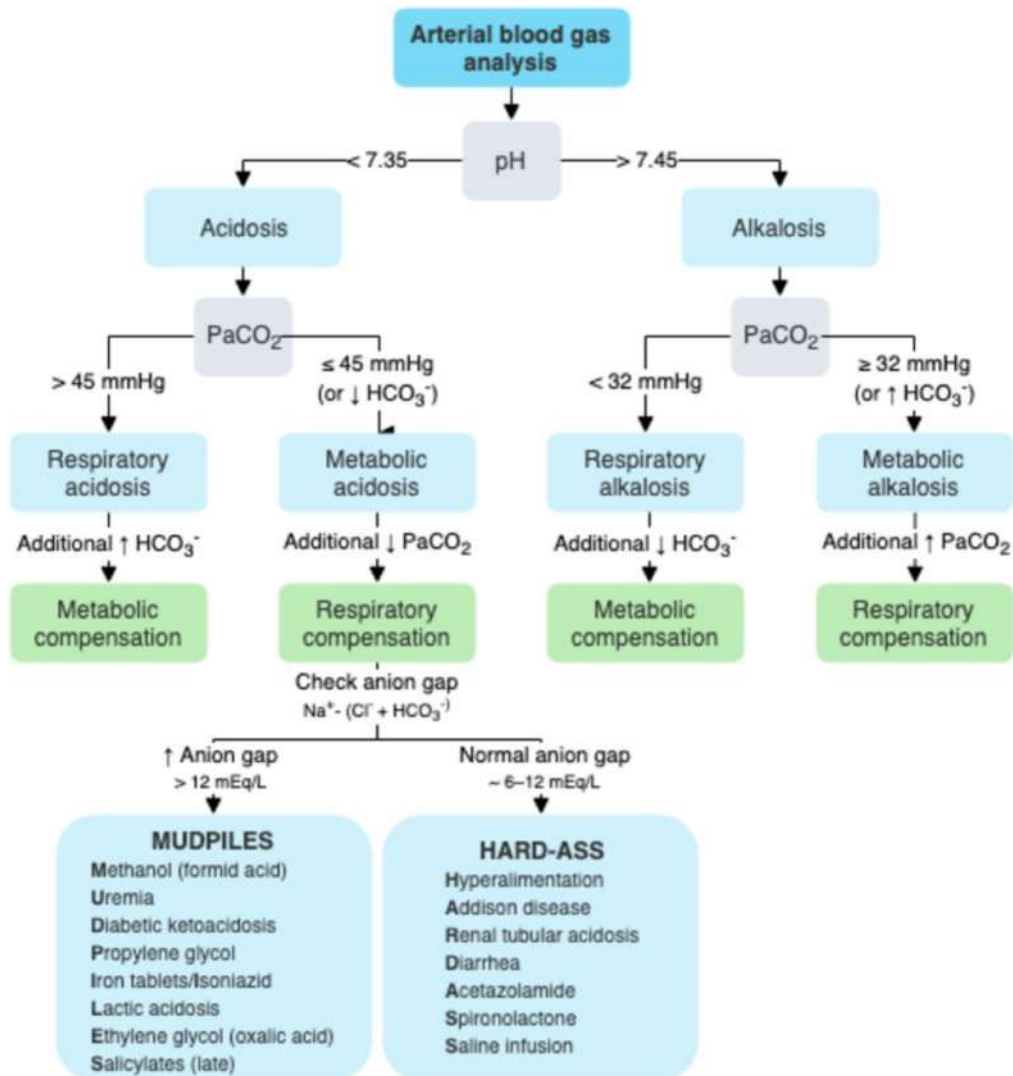 Arterial blood gas
analysis
pH
< 7.35
> 7.45
Acidosis
Alkalosis
PaCO₂
PaCO₂
> 45 mmHg
≤ 45 mmHg
(or ↓ HCO₃⁻)
< 32 mmHg
≥ 32 mmHg
(or ↑ HCO₃⁻)
Respiratory
acidosis
Metabolic
acidosis
Respiratory
alkalosis
Metabolic
alkalosis
Additional ↑ HCO₃⁻
Additional ↓ PaCO₂
Additional ↓ HCO₃⁻
Additional ↑ PaCO₂
Metabolic
compensation
Respiratory
compensation
Metabolic
compensation
Respiratory
compensation
Check anion gap
Na⁺- (Cl⁻ + HCO₃⁻)
↑ Anion gap
> 12 mEq/L
Normal anion gap
~ 6–12 mEq/L
MUDPILES
Methanol (formid acid)
Uremia
Diabetic ketoacidosis
Propylene glycol
Iron tablets/Isoniazid
Lactic acidosis
Ethylene glycol (oxalic acid)
Salicylates (late)
HARD-ASS
Hyperalimentation
Addison disease
Renal tubular acidosis
Diarrhea
Acetazolamide
Spironolactone
Saline infusion